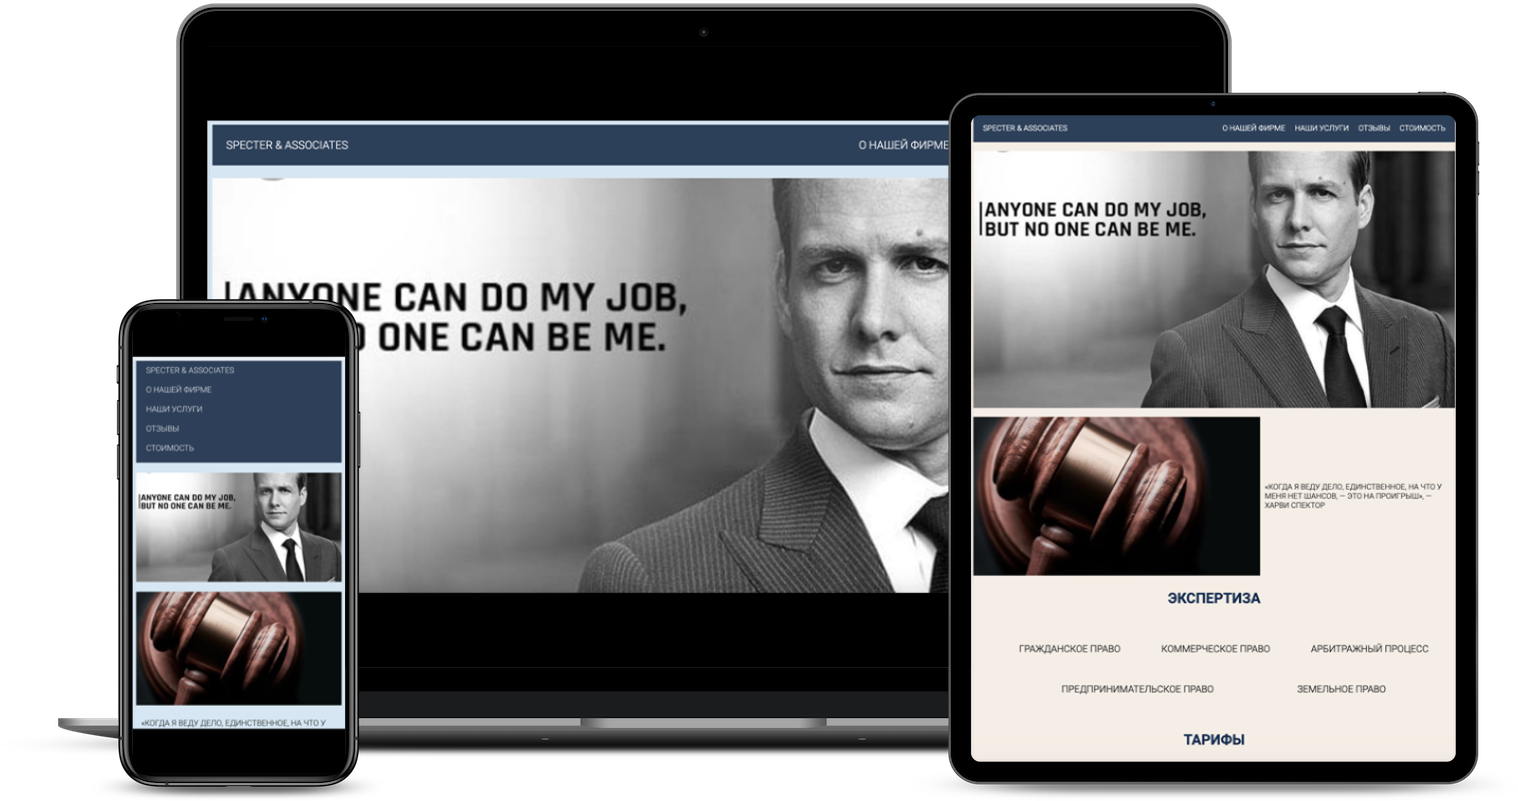 SPECTER & ASSOCIATES
О НАШЕЙ ФИРМЕ
ANYONE CAN DO MY JOB,
NO ONE CAN BE ME.
SPECTER & ASSOCIATES
О НАШЕЙ ФИРМЕ
НАШИ УСЛУГИ
ОТЗЫВЫ
СТОИМОСТЬ
ANYONE CAN DO MY JOB,
BUT NO ONE CAN BE ME.
«КОГДА Я ВЕДУ ДЕЛО, ЕДИНСТВЕННОЕ, НА ЧТО У
SPECTER & ASSOCIATES О НАШЕЙ ФИРМЕ НАШИ УСЛУГИ ОТЗЫВЫ СТОИМОСТЬ
ANYONE CAN DO MY JOB,
BUT NO ONE CAN BE ME.
«КОГДА Я ВЕДУ ДЕЛО, ЕДИНСТВЕННОЕ, НА ЧТО У
МЕНЯ НЕТ ШАНСОВ, — ЭТО НА ПРОИГРЫШ», —
ХАРВИ СПЕКТОР
ЭКСПЕРТИЗА
ГРАЖДАНСКОЕ ПРАВО КОММЕРЧЕСКОЕ ПРАВО АРБИТРАЖНЫЙ ПРОЦЕСС
ПРЕДПРИНИМАТЕЛЬСКОЕ ПРАВО ЗЕМЕЛЬНОЕ ПРАВО
ТАРИФЫ